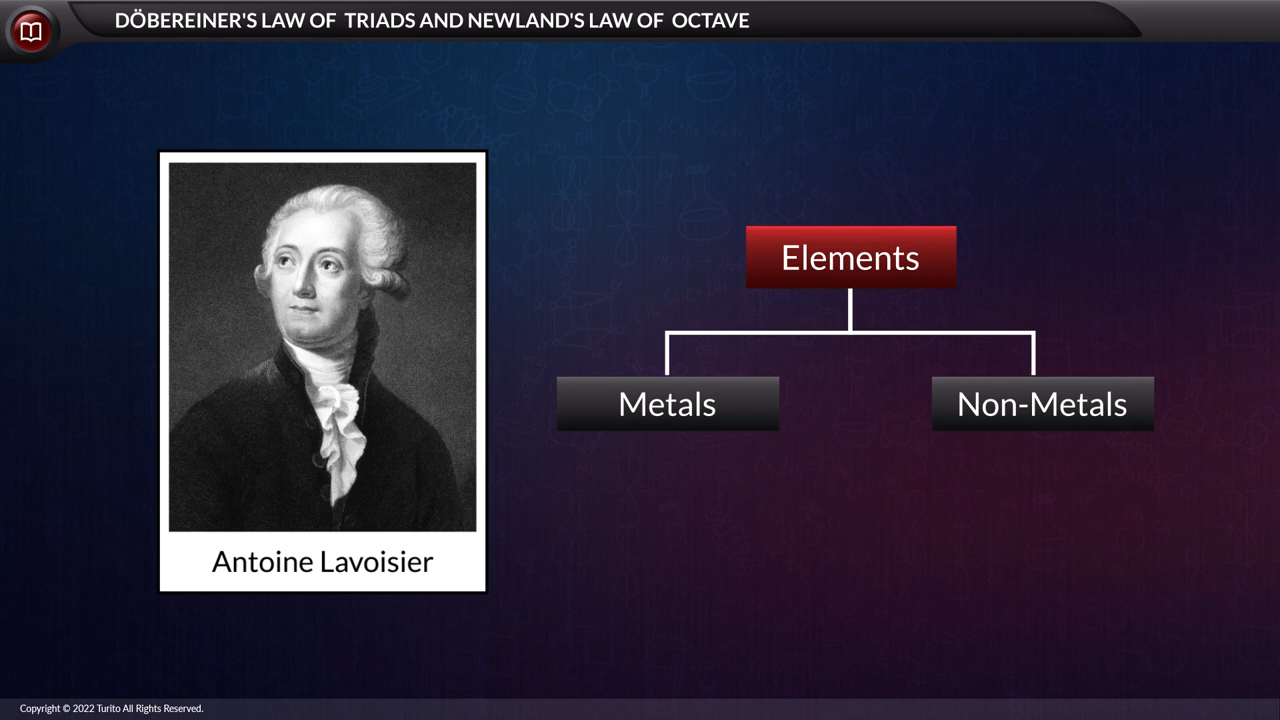 DÖBEREINER'S LAW OF TRIADS AND NEWLAND'S LAW OF OCTAVE
Elements
Metals
Non-Metals
Antoine Lavoisier
Copyright © 2022 Turito All Rights Reserved.